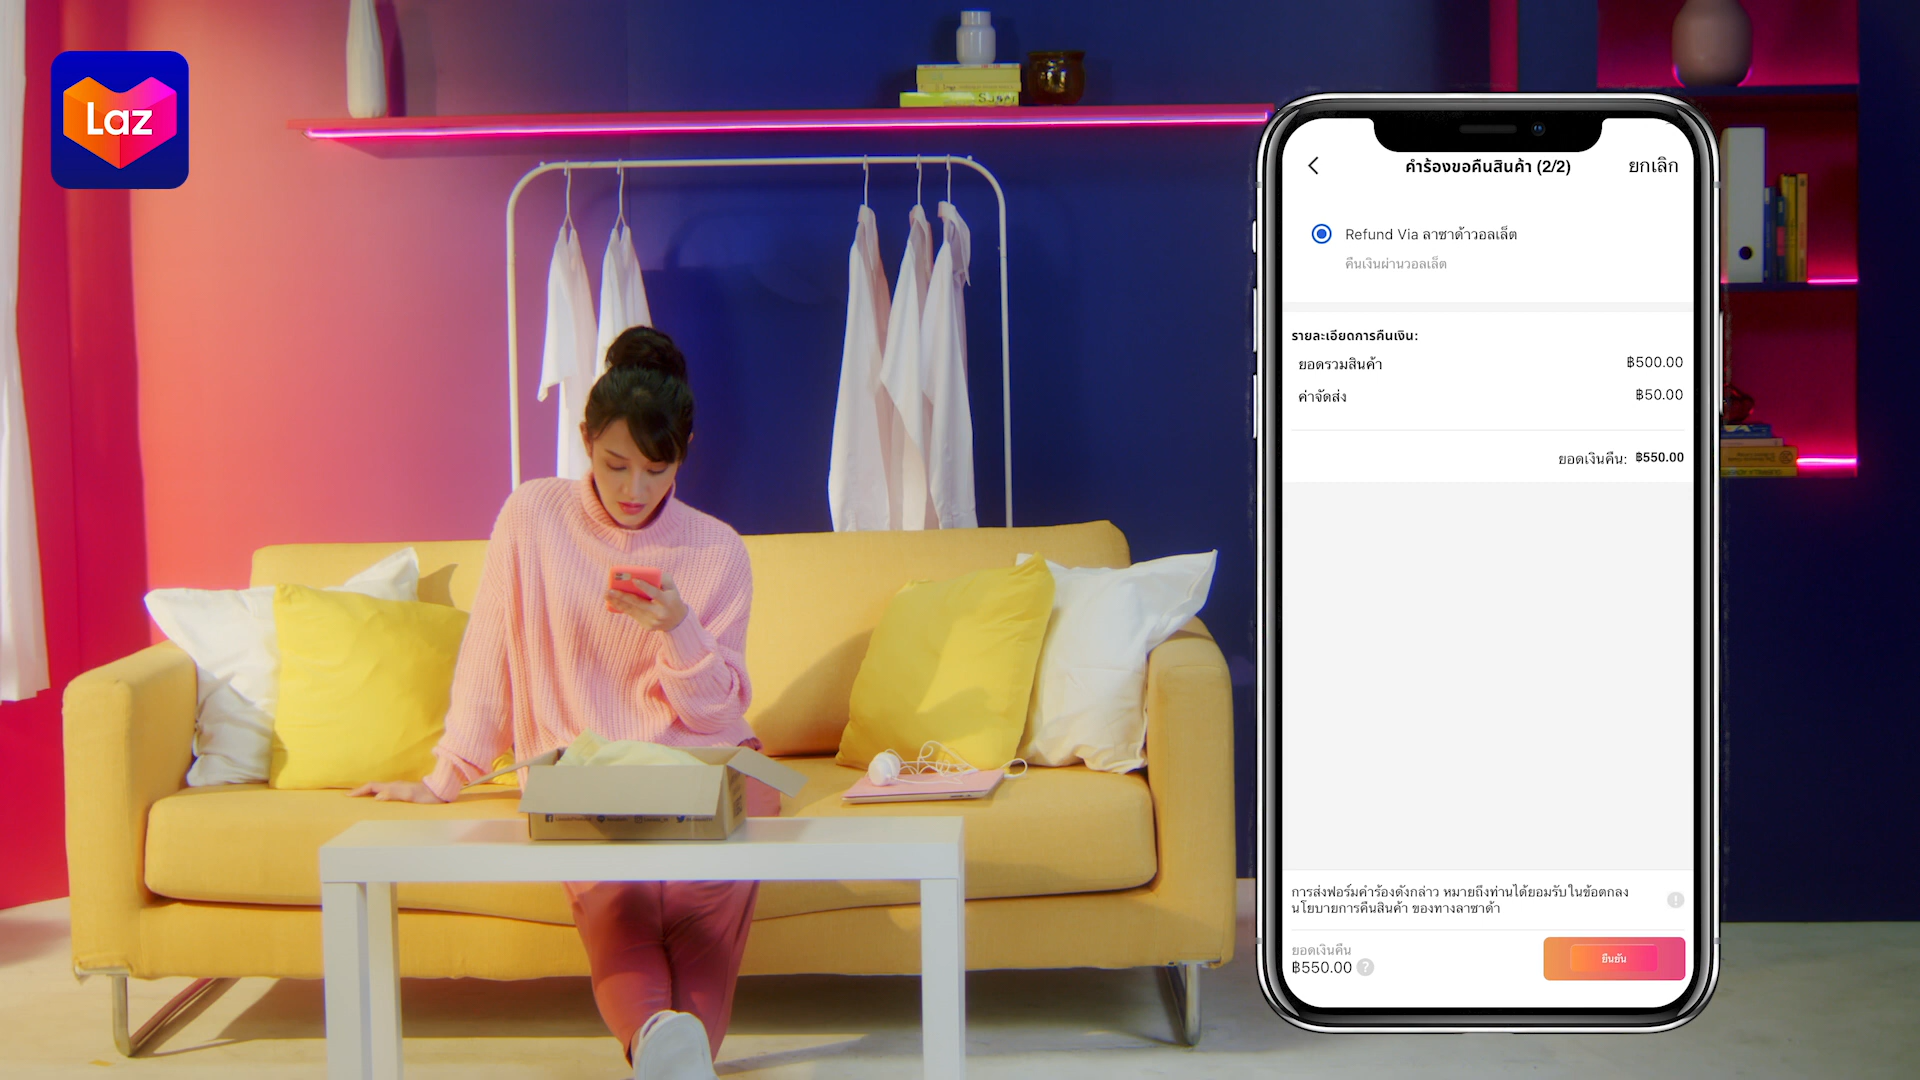 Laz
คำร้องขอคืนสินค้า (2/2)
ยกเลิก
Refund Via ลาซาด้าวอลเล็ต
คืนเงินผ่านวอลเล็ต
รายละเอียดการคืนเงิน:
ยอดรวมสินค้า ฿500.00
ค่าจัดส่ง ฿50.00
ยอดเงินคืน: ฿550.00
การส่งฟอร์มคำร้องดังกล่าว หมายถึงท่านได้ยอมรับในข้อตกลง
นโยบายการคืนสินค้า ของทางลาซาด้า
ยอดเงินคืน
฿550.00
ยืนยัน